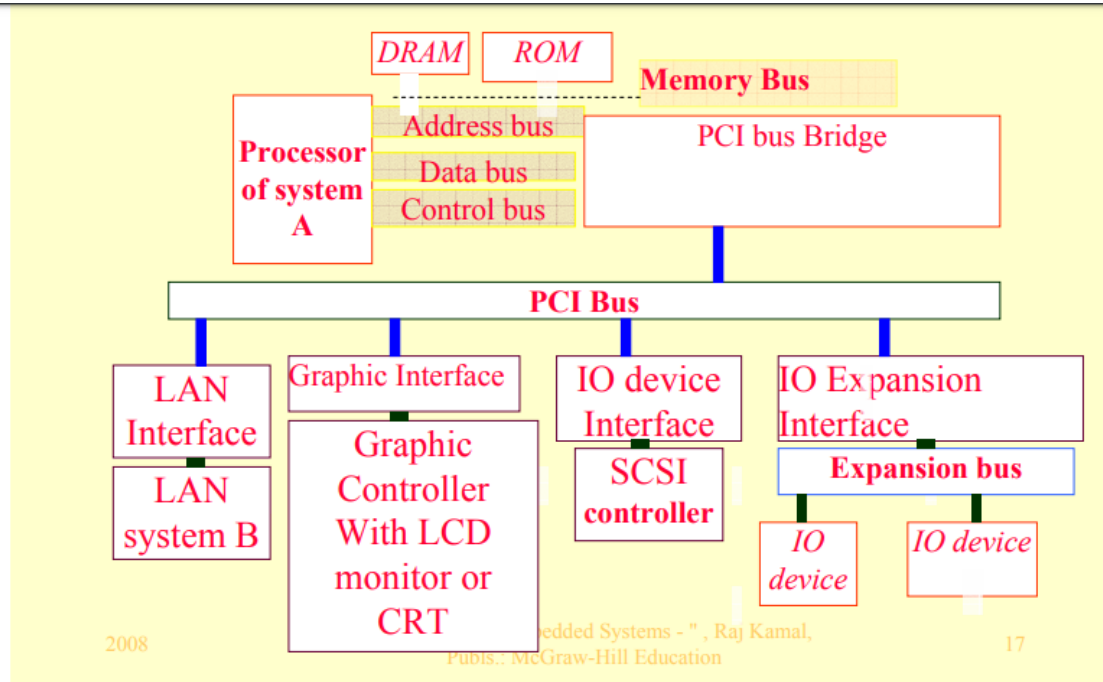 DRAM
ROM
Memory Bus
Address bus
PCI bus Bridge
Processor
of system
A
Data bus
Control bus
PCI Bus
LAN
Interface
Graphic Interface
IO device
Interface
IO Expansion
Interface
LAN
system B
Graphic
Controller
With LCD
monitor or
CRT
SCSI
controller
Expansion bus
IO
device
IO device
2008
Systems - " , Raj Kamal,
Publs.: McGraw-Hill Education
17